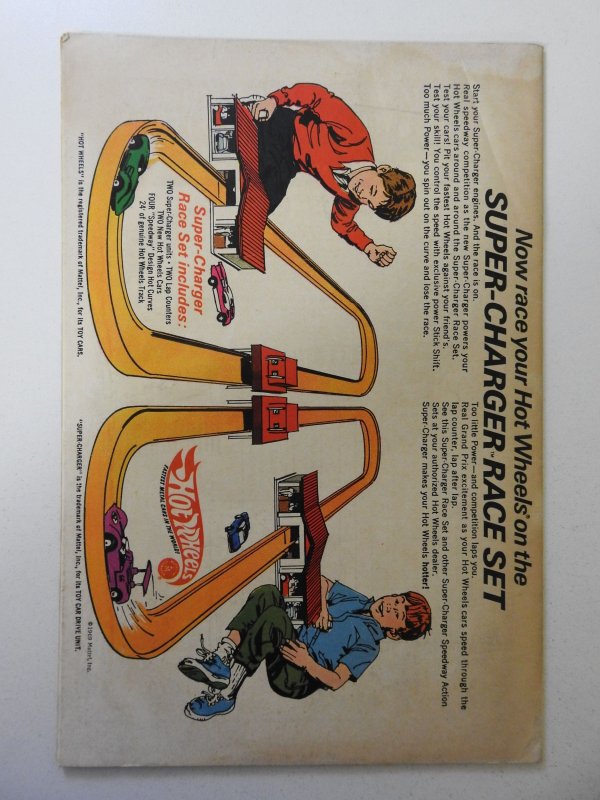 Now race your Hot Wheels® on the
SUPER-CHARGER™ RACE SET
Start your Super-Charger engines. And the race is on.
Real speedway competition as the new Super-Charger powers your
Hot Wheels cars around and around the Super-Charger Race Set.
Test your cars! Pit your fastest Hot Wheels against your friend's.
Test your skill! You control the speed with exclusive power Stick Shift.
Too much Power—you spin out on the curve and lose the race.
Too little Power—and competition laps you.
Real Grand Prix excitement as your Hot Wheels cars speed through the
lap counter, lap after lap.
See this Super-Charger Race Set and other Super-Charger Speedway Action
Sets at your authorized Hot Wheels dealer.
Super-Charger makes your Hot Wheels hotter!
Super-Charger
Race Set includes:
TWO Super-Charger units • TWO Lap Counters
TWO New Hot Wheels Cars
FOUR "Speedway" Design Hot Curves
24' of genuine Hot Wheels Track
Hot Wheels
FASTEST METAL CARS IN THE WORLD!
"HOT WHEELS" is the registered trademark of Mattel, Inc., for its TOY CARS.
"SUPER-CHARGER" is the trademark of Mattel, Inc., for its TOY CAR DRIVE UNIT.
© 1969 Mattel, Inc.